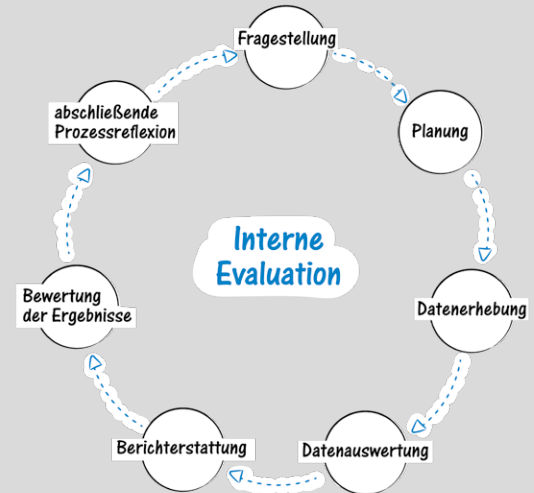 Fragestellung
abschließende
Prozessreflexion
Planung
Interne
Evaluation
Bewertung
der Ergebnisse
Datenerhebung
Berichterstattung
Datenauswertung